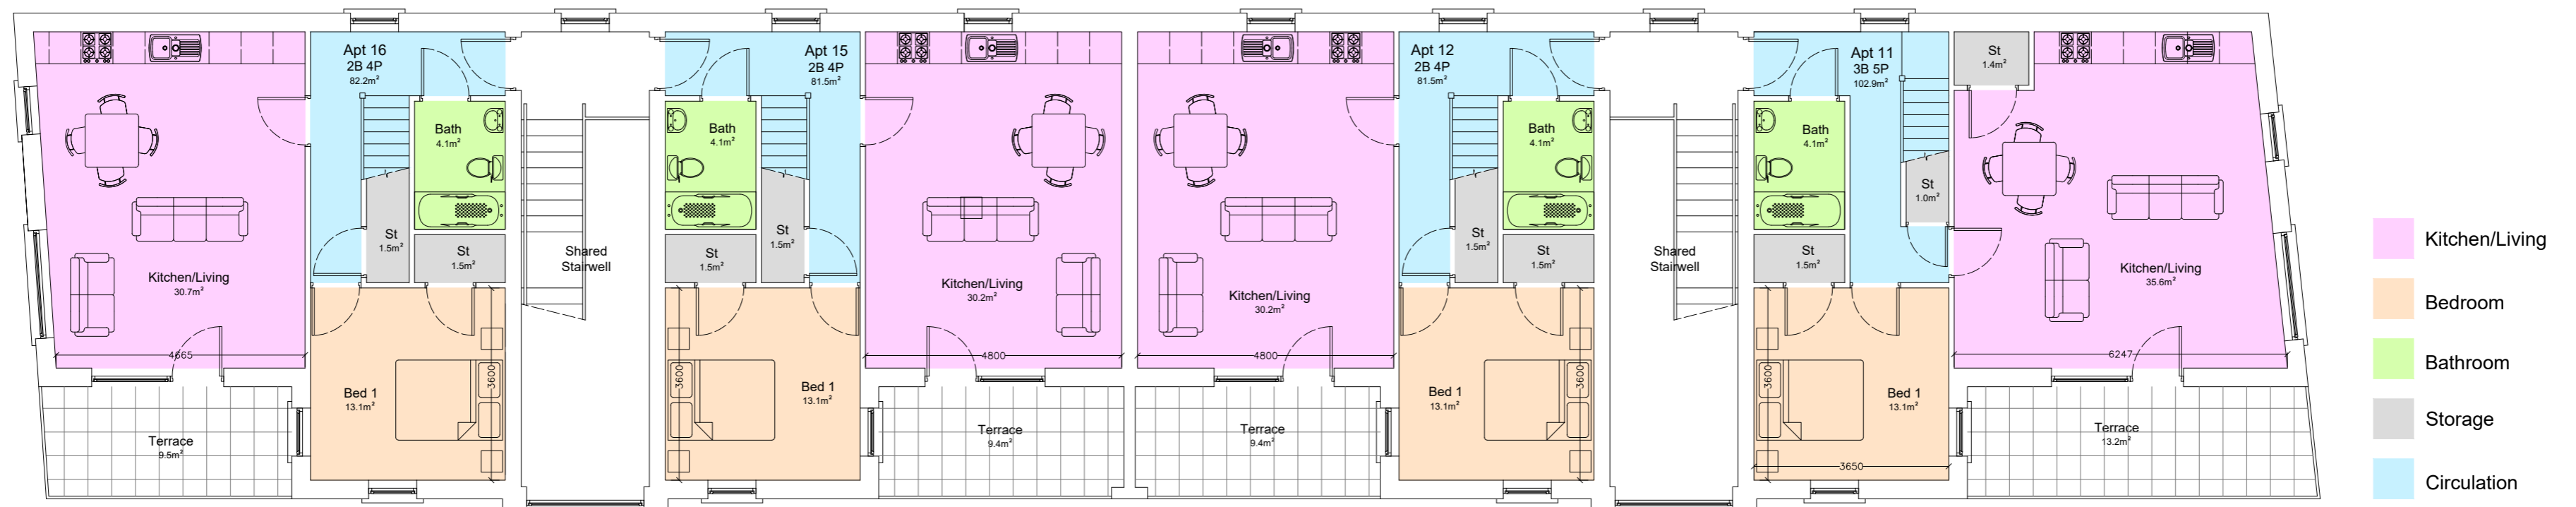 Apt 16
2B 4P
82.2m²
Bath
4.1m²
St
1.5m²
St
1.5m²
Kitchen/Living
30.7m²
4665
Bed 1
13.1m²
3600
Terrace
9.5m²
Shared
Stairwell
Apt 15
2B 4P
81.5m²
Bath
4.1m²
St
1.5m²
St
1.5m²
Kitchen/Living
30.2m²
4800
Bed 1
13.1m²
3600
Terrace
9.4m²
Kitchen/Living
30.2m²
4800
Terrace
9.4m²
Apt 12
2B 4P
81.5m²
Bath
4.1m²
St
1.5m²
St
1.5m²
Bed 1
13.1m²
3600
Shared
Stairwell
Apt 11
3B 5P
102.9m²
Bath
4.1m²
St
1.0m²
St
1.5m²
Bed 1
13.1m²
3600
3650
St
1.4m²
Kitchen/Living
35.6m²
6247
Terrace
13.2m²
Kitchen/Living
Bedroom
Bathroom
Storage
Circulation